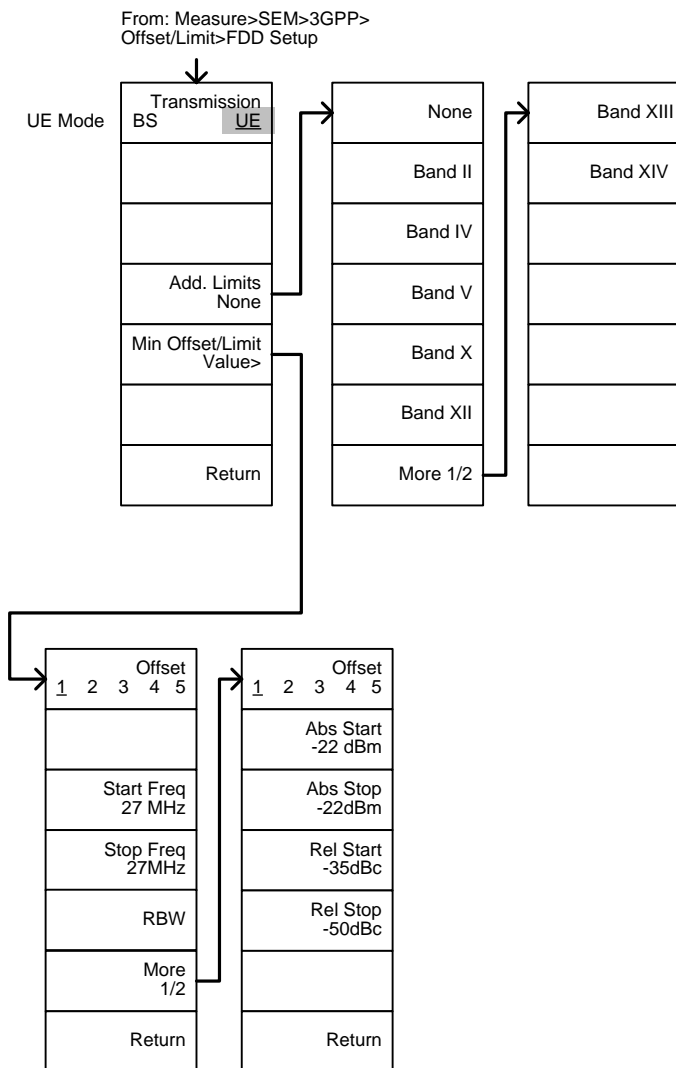 From: Measure>SEM>3GPP>
Offset/Limit>FDD Setup
UE Mode
Transmission
BS UE
Add. Limits
None
Min Offset/Limit
Value>
Return
None
Band II
Band IV
Band V
Band X
Band XII
More 1/2
Band XIII
Band XIV
Offset
1 2 3 4 5
Start Freq
27 MHz
Stop Freq
27MHz
RBW
More
1/2
Return
Offset
1 2 3 4 5
Abs Start
-22 dBm
Abs Stop
-22dBm
Rel Start
-35dBc
Rel Stop
-50dBc
Return